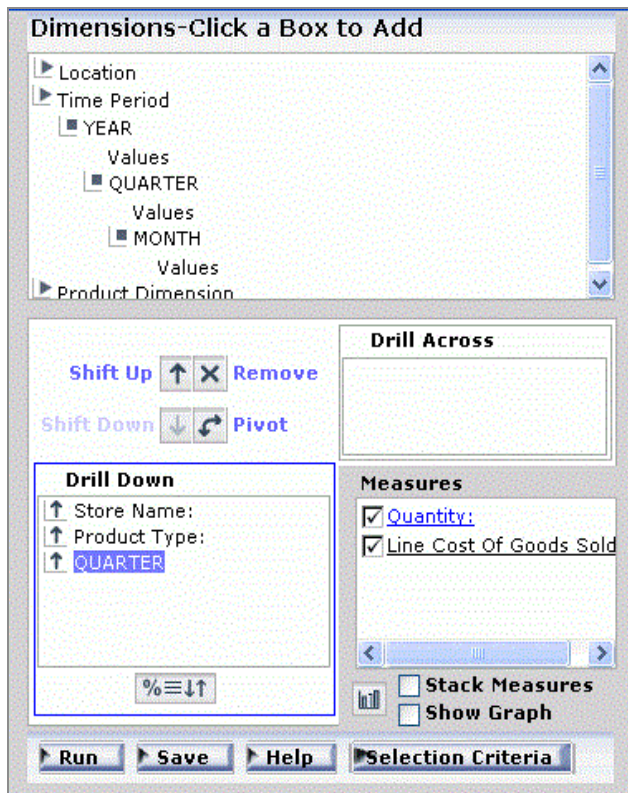 Dimensions-Click a Box to Add
Location
Time Period
YEAR
Values
QUARTER
Values
MONTH
Values
Product Dimension
Shift Up
Remove
Shift Down
Pivot
Drill Across
Drill Down
Store Name:
Product Type:
QUARTER
%
Measures
Quantity:
Line Cost Of Goods Sold
Stack Measures
Show Graph
Run
Save
Help
Selection Criteria